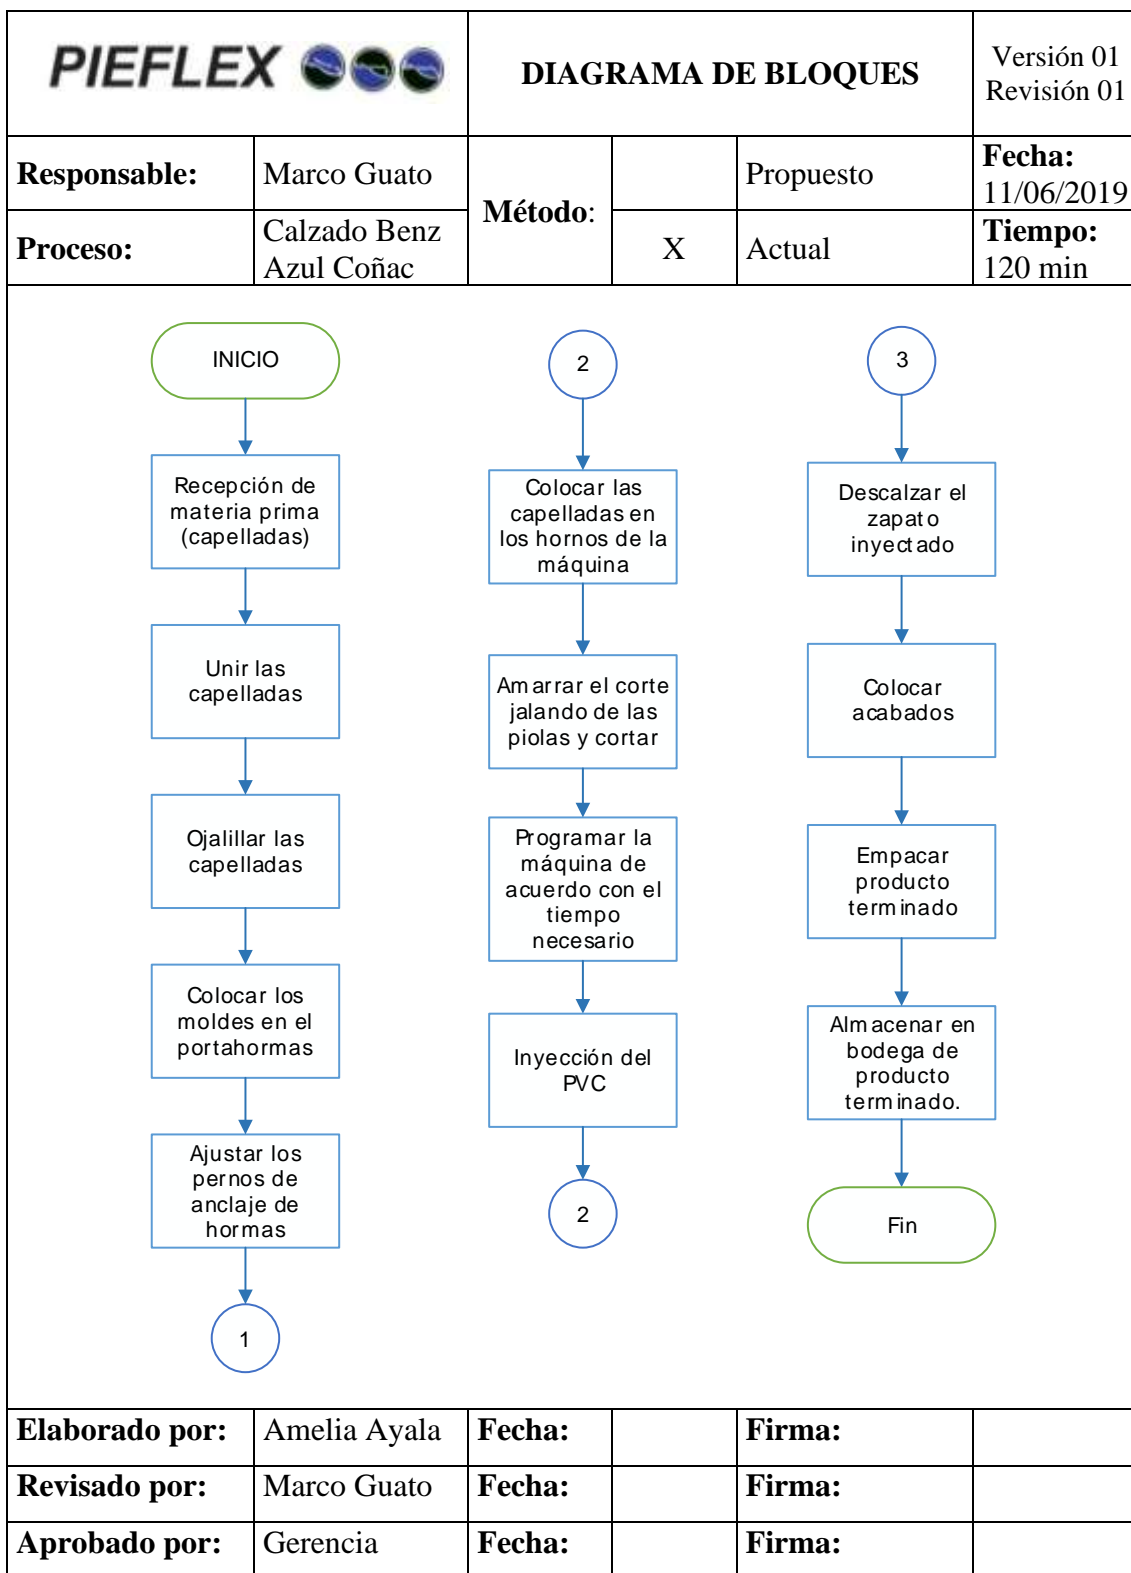 PIEFLEX
DIAGRAMA DE BLOQUES
Versión 01
Revisión 01
Responsable:
Marco Guato
Método:
Propuesto
Fecha:
11/06/2019
Proceso:
Calzado Benz
Azul Coñac
X
Actual
Tiempo:
120 min
INICIO
Recepción de
materia prima
(capelladas)
Unir las
capelladas
Ojalillar las
capelladas
Colocar los
moldes en el
portahormas
Ajustar los
pernos de
anclaje de
hormas
1
2
Colocar las
capelladas en
los hornos de la
máquina
Amarrar el corte
jalando de las
piolas y cortar
Programar la
máquina de
acuerdo con el
tiempo
necesario
Inyección del
PVC
2
3
Descalzar el
zapato
inyectado
Colocar
acabados
Empacar
producto
terminado
Almacenar en
bodega de
producto
terminado.
Fin
Elaborado por:
Amelia Ayala
Fecha:
Firma:
Revisado por:
Marco Guato
Fecha:
Firma:
Aprobado por:
Gerencia
Fecha:
Firma: